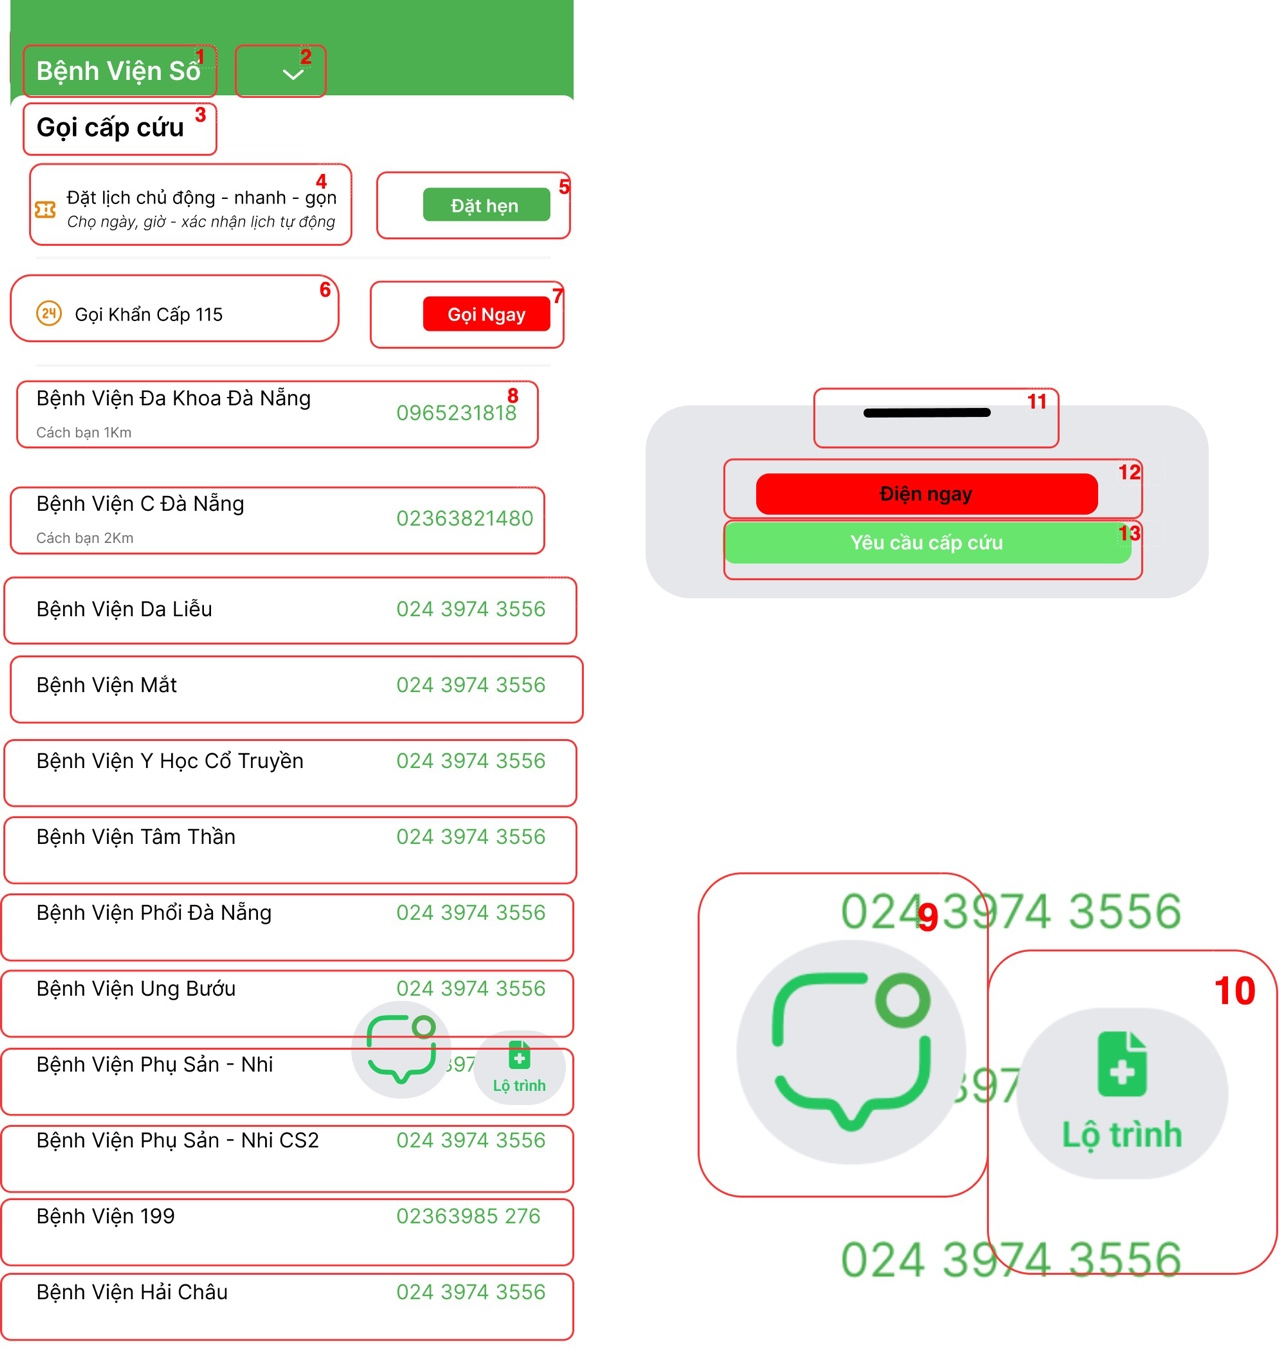 1
2
Bệnh Viện Số
3
Gọi cấp cứu
4
Đặt lịch chủ động - nhanh - gọn
Chọ ngày, giờ - xác nhận lịch tự động
5
Đặt hẹn
6
24
Gọi Khẩn Cấp 115
7
Gọi Ngay
8
Bệnh Viện Đa Khoa Đà Nẵng
0965231818
Cách bạn 1Km
Bệnh Viện C Đà Nẵng
02363821480
Cách bạn 2Km
Bệnh Viện Da Liễu
024 3974 3556
Bệnh Viện Mắt
024 3974 3556
Bệnh Viện Y Học Cổ Truyền
024 3974 3556
Bệnh Viện Tâm Thần
024 3974 3556
Bệnh Viện Phổi Đà Nẵng
024 3974 3556
Bệnh Viện Ung Bướu
024 3974 3556
Bệnh Viện Phụ Sản - Nhi
397
Lộ trình
Bệnh Viện Phụ Sản - Nhi CS2
024 3974 3556
Bệnh Viện 199
02363985 276
Bệnh Viện Hải Châu
024 3974 3556
11
12
Điện ngay
13
Yêu cầu cấp cứu
9
024 3974 3556
10
397
Lộ trình
024 3974 3556